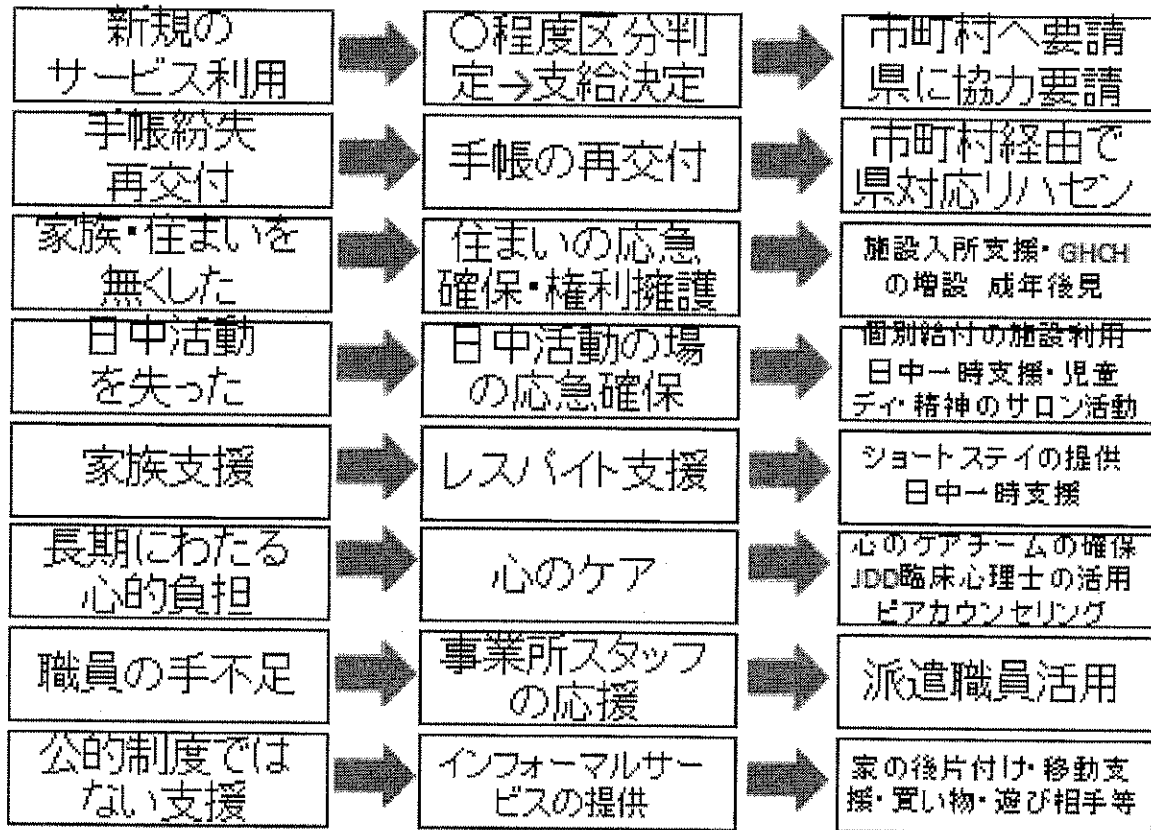 新規の
サービス利用
〇程度区分判
定→支給決定
市町村へ要請
県に協力要請
手帳紛失
再交付
手帳の再交付
市町村経由で
県対応リハセン
家族・住まいを
無くした
住まいの応急
確保・権利擁護
施設入所支援・GHCH
の増設 成年後見
日中活動
を失った
日中活動の場
の応急確保
個別給付の施設利用
日中一時支援・児童
デイ・精神のサロン活動
家族支援
レスパイト支援
ショートステイの提供
日中一時支援
長期にわたる
心的負担
心のケア
心のケアチームの確保
JDD臨床心理士の活用
ピアカウンセリング
職員の手不足
事業所スタッフ
の応援
派遣職員活用
公的制度では
ない支援
インフォーマルサー
ビスの提供
家の後片付け・移動支
援・買い物・遊び相手等